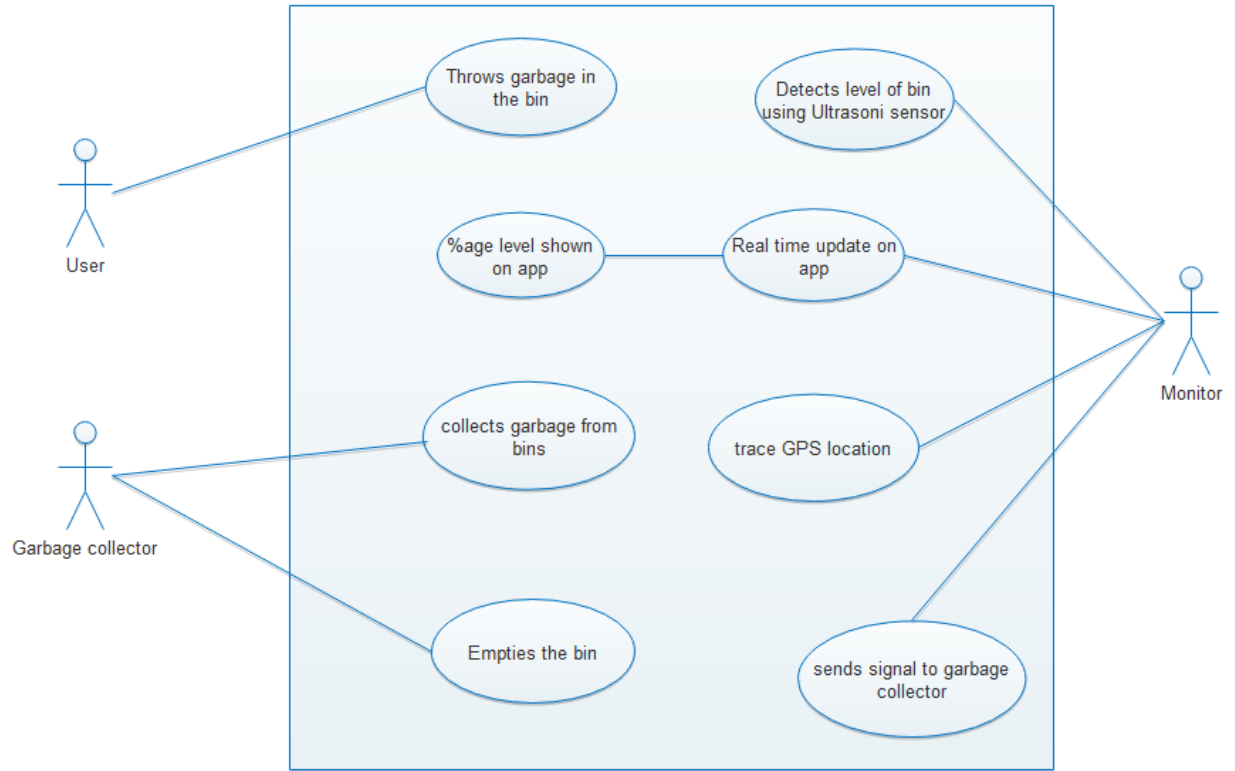 Throws garbage in
the bin
Detects level of bin
using Ultrasoni sensor
User
%age level shown
on app
Real time update on
app
Monitor
collects garbage from
bins
trace GPS location
Garbage collector
Empties the bin
sends signal to garbage
collector